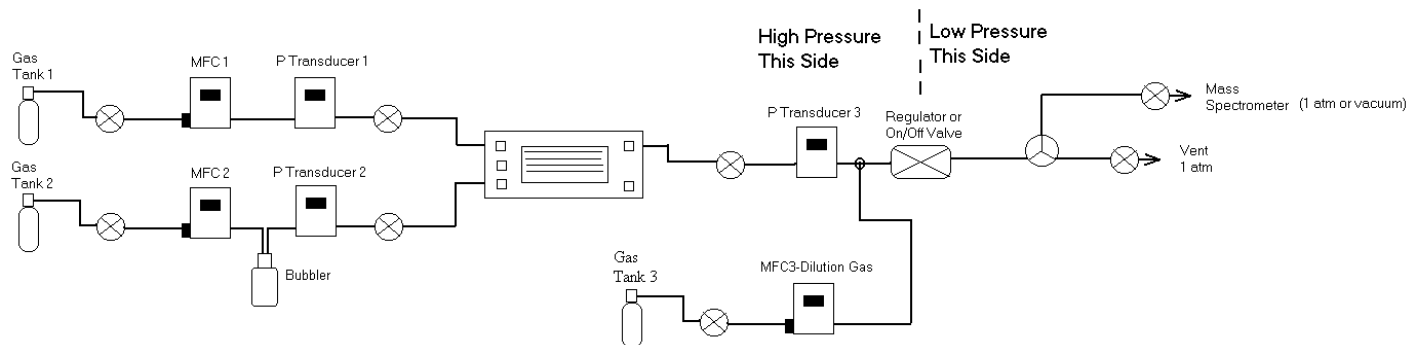 High Pressure
This Side
Low Pressure
This Side
Gas
Tank 1
MFC 1
P Transducer 1
P Transducer 3
Regulator or
On/Off Valve
Mass
Spectrometer (1 atm or vacuum)
Vent
1 atm
Gas
Tank 2
MFC 2
P Transducer 2
Bubbler
Gas
Tank 3
MFC3-Dilution Gas